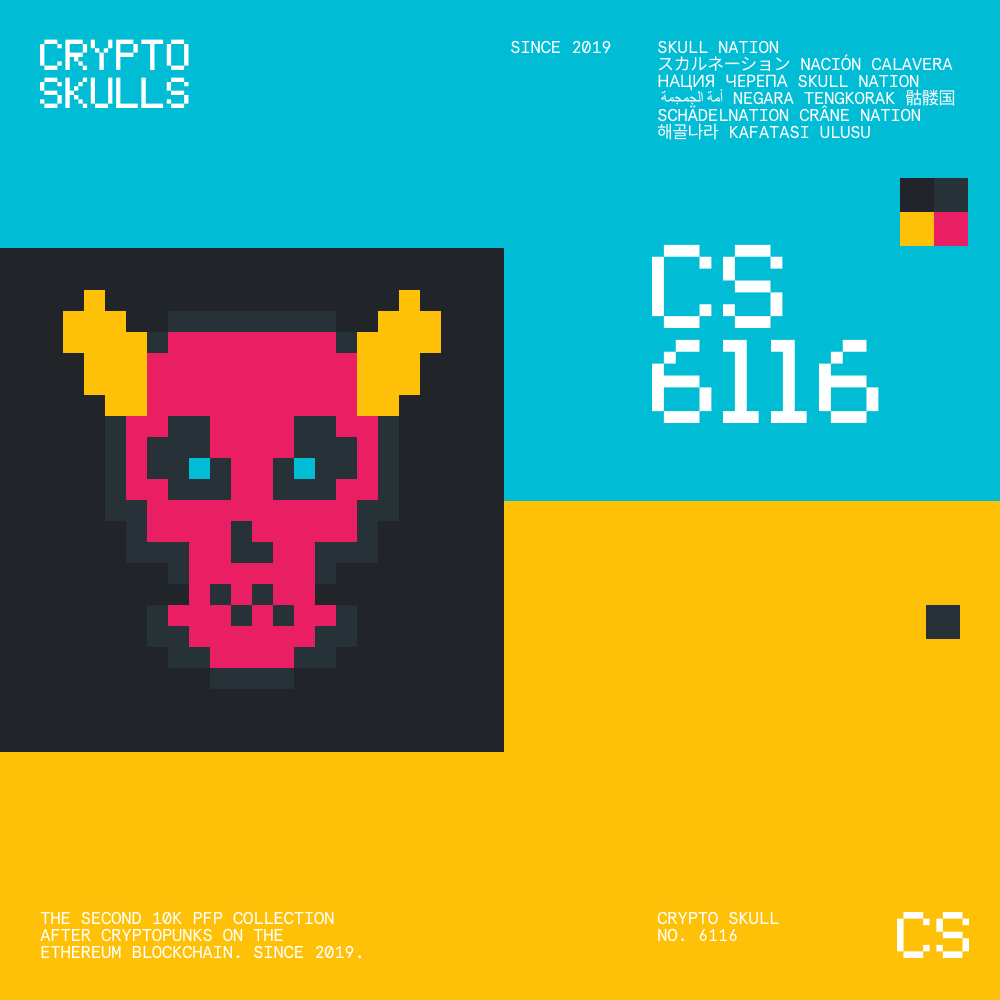 CRYPTO
SKULLS
SINCE 2019
SKULL NATION
スカルネーション NACIÓN CALAVERA
НАЦИЯ ЧЕРЕПА SKULL NATION
أمة الجمجمة NEGARA TENGKORAK 骷髅国
SCHÄDELNATION CRÂNE NATION
해골나라 KAFATASI ULUSU
CS
6116
THE SECOND 10K PFP COLLECTION
AFTER CRYPTOPUNKS ON THE
ETHEREUM BLOCKCHAIN. SINCE 2019.
CRYPTO SKULL
NO. 6116
CS